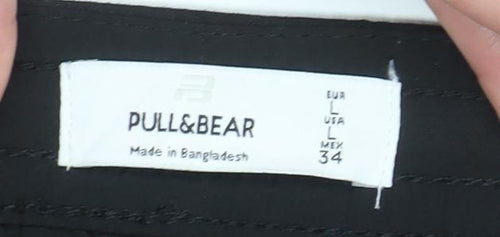 PULL&BEAR
Made in Bangladesh
EUR
L
USA
L
MEX
34